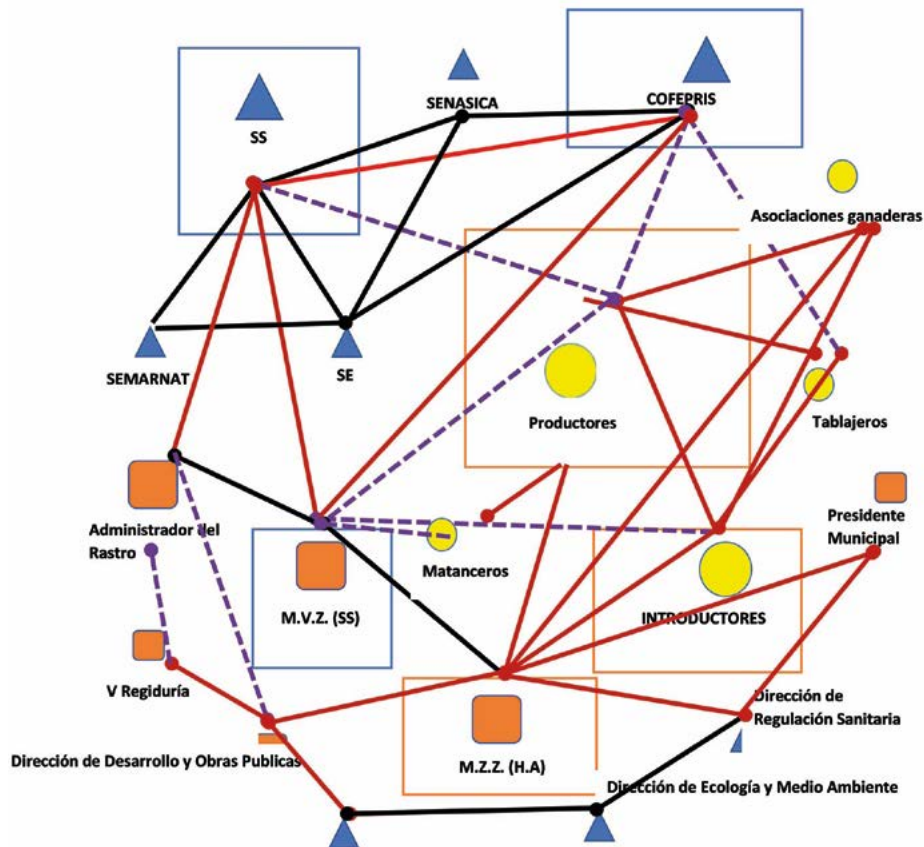 SENASICA
COFEPRIS
SS
Asociaciones ganaderas
SEMARNAT
SE
Productores
Tablajeros
Administrador del
Rastro
Matanceros
Presidente
Municipal
M.V.Z. (SS)
INTRODUCTORES
V Regiduría
Dirección de
Regulación Sanitaria
Dirección de Desarrollo y Obras Publicas
M.Z.Z. (H.A)
Dirección de Ecología y Medio Ambiente